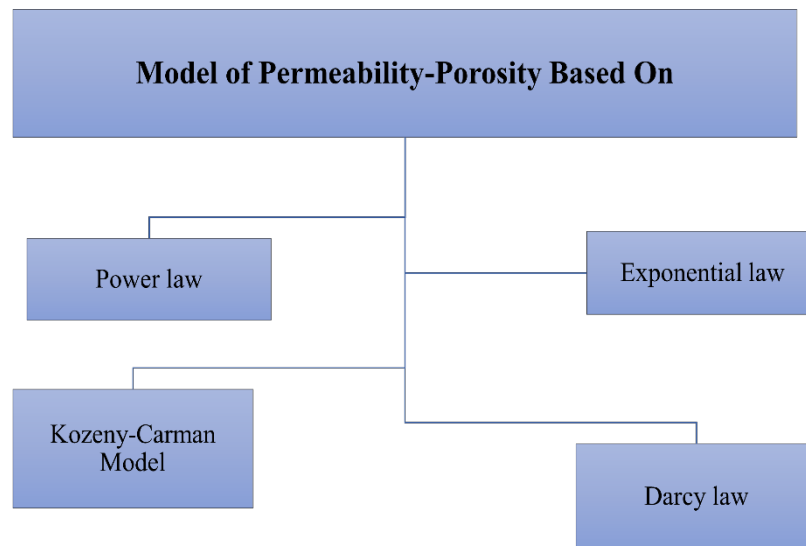 Model of Permeability-Porosity Based On
Power law
Exponential law
Kozeny-Carman
Model
Darcy law